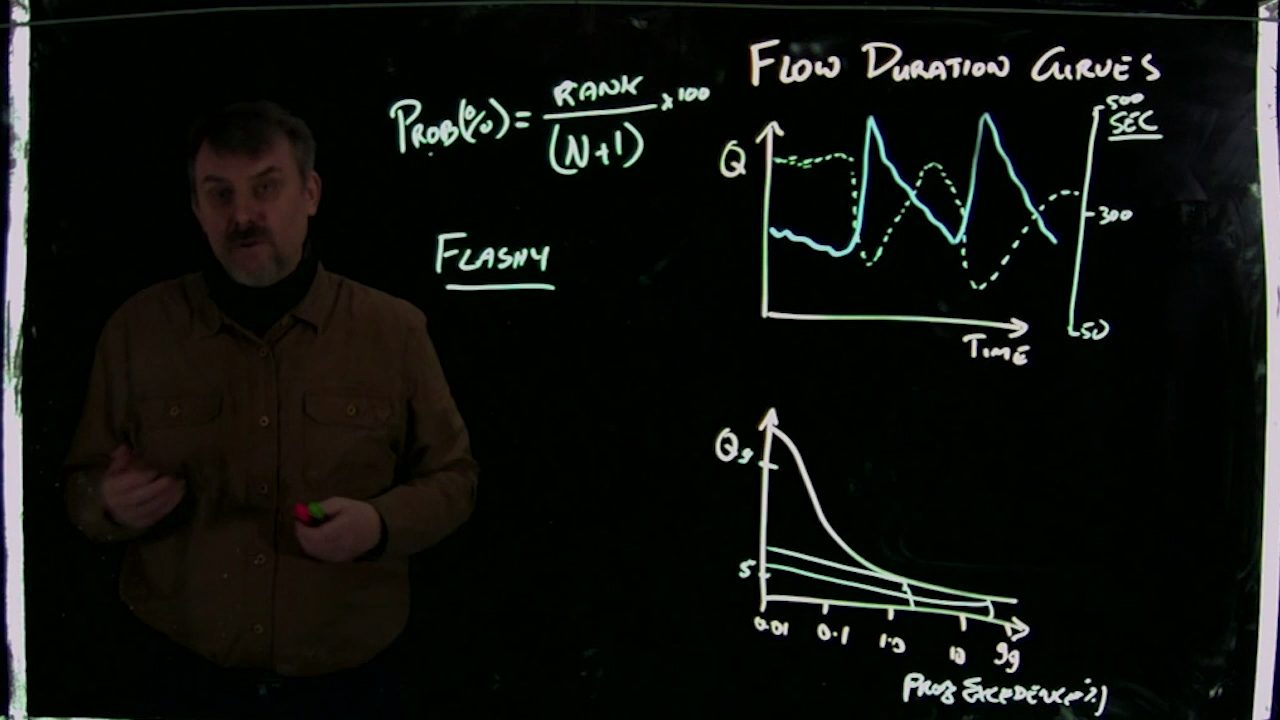 FLOW DURATION CURVES
PROB(%) = RANK / (N+1) x 100
FLASHY
Q
500
SEC
300
50
TIME
Q
5
0.01 0.1 1.0 10 99
PROB EXCEDENCE (%)